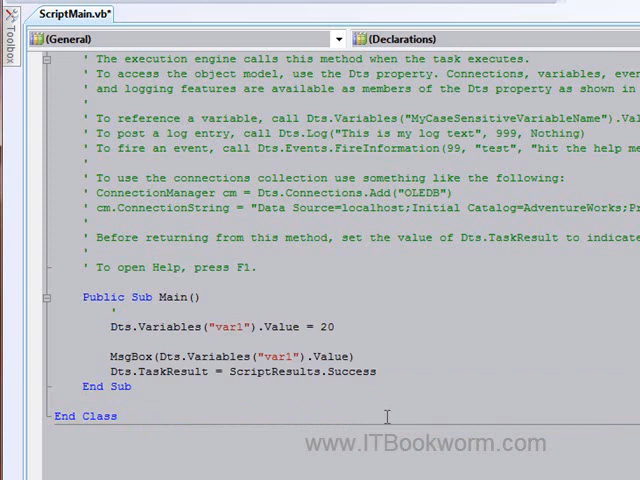 ScriptMain.vb*
Toolbox
(General)
(Declarations)
' The execution engine calls this method when the task executes.
' To access the object model, use the Dts property. Connections, variables, even
' and logging features are available as members of the Dts property as shown in
'
' To reference a variable, call Dts.Variables("MyCaseSensitiveVariableName").Val
' To post a log entry, call Dts.Log("This is my log text", 999, Nothing)
' To fire an event, call Dts.Events.FireInformation(99, "test", "hit the help me
'
' To use the connections collection use something like the following:
' ConnectionManager cm = Dts.Connections.Add("OLEDB")
' cm.ConnectionString = "Data Source=localhost;Initial Catalog=AdventureWorks;Pr
'
' Before returning from this method, set the value of Dts.TaskResult to indicate
'
' To open Help, press F1.
Public Sub Main()
'
Dts.Variables("var1").Value = 20
MsgBox(Dts.Variables("var1").Value)
Dts.TaskResult = ScriptResults.Success
End Sub
End Class
www.ITBookworm.com